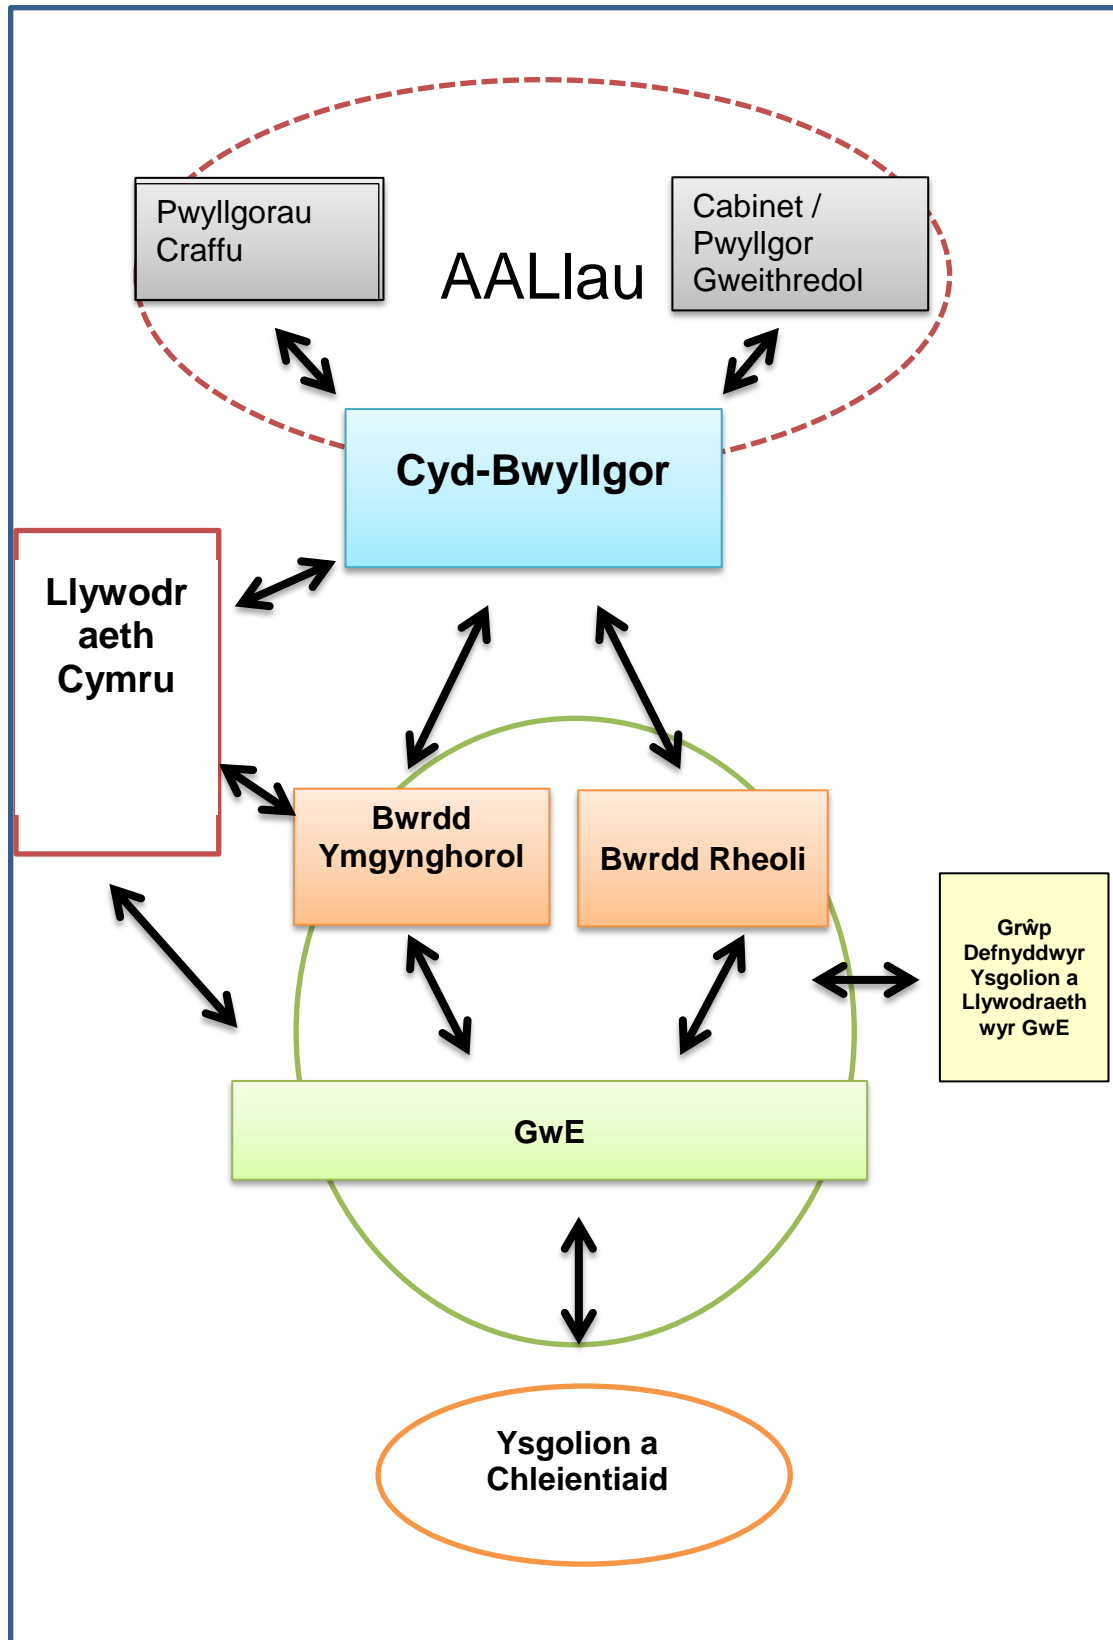 Pwyllgorau
Craffu
AALlau
Cabinet /
Pwyllgor
Gweithredol
Cyd-Bwyllgor
Llywodr
aeth
Cymru
Bwrdd
Ymgynghorol
Bwrdd Rheoli
Grŵp
Defnyddwyr
Ysgolion a
Llywodraeth
wyr GwE
GwE
Ysgolion a
Chleientiaid